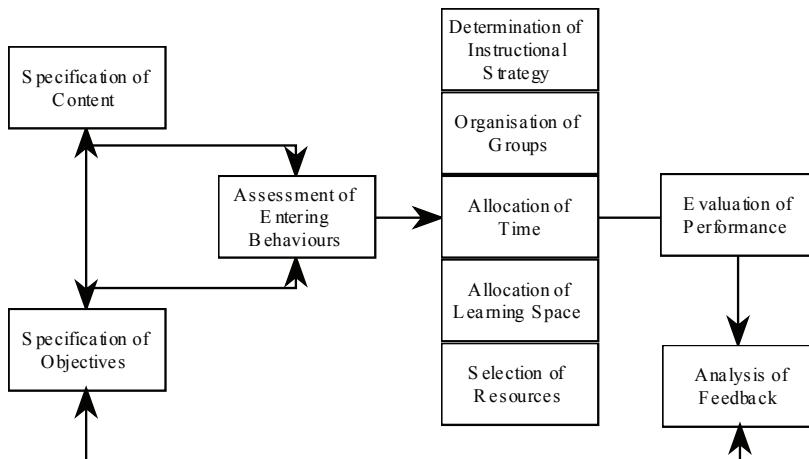 Specification of
Content
Specification of
Objectives
Assessment of
Entering
Behaviours
Determination of
Instructional
Strategy
Organisation of
Groups
Allocation of
Time
Allocation of
Learning Space
Selection of
Resources
Evaluation of
Performance
Analysis of
Feedback